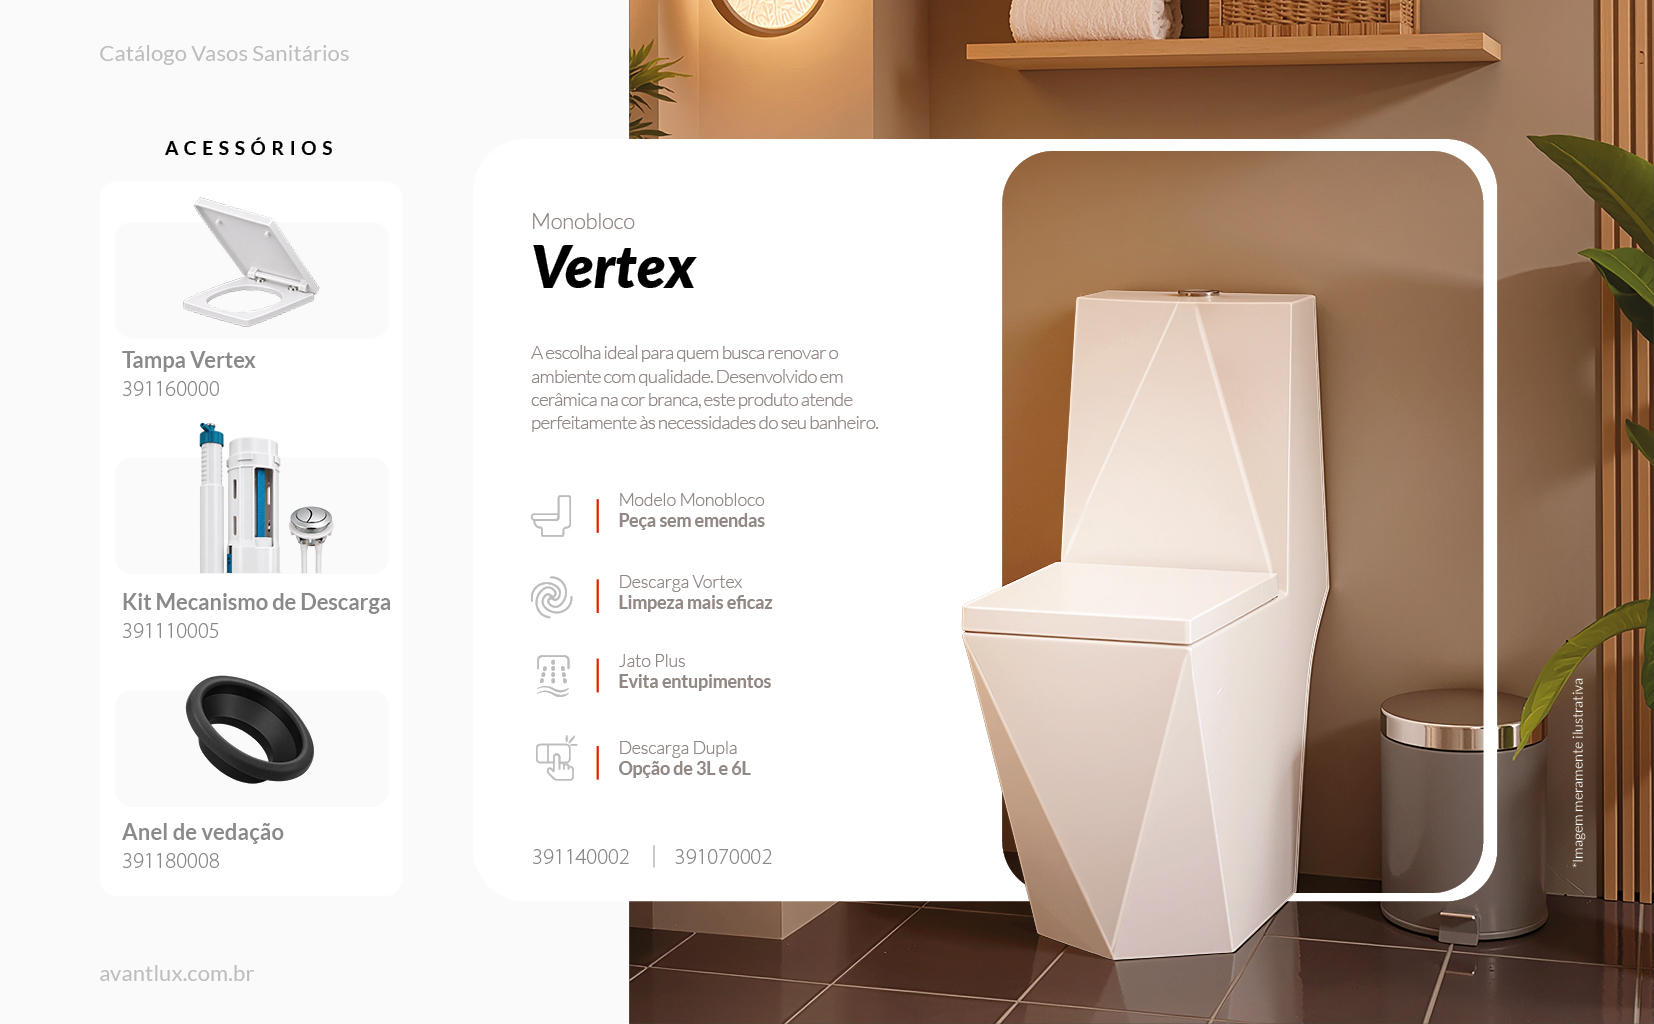 Catálogo Vasos Sanitários
ACESSÓRIOS
Tampa Vertex
391160000
Kit Mecanismo de Descarga
391110005
Anel de vedação
391180008
avantlux.com.br
Monobloco
Vertex
A escolha ideal para quem busca renovar o
ambiente com qualidade. Desenvolvido em
cerâmica na cor branca, este produto atende
perfeitamente às necessidades do seu banheiro.
Modelo Monobloco
Peça sem emendas
Descarga Vortex
Limpeza mais eficaz
Jato Plus
Evita entupimentos
Descarga Dupla
Opção de 3L e 6L
391140002 | 391070002
*Imagem meramente ilustrativa